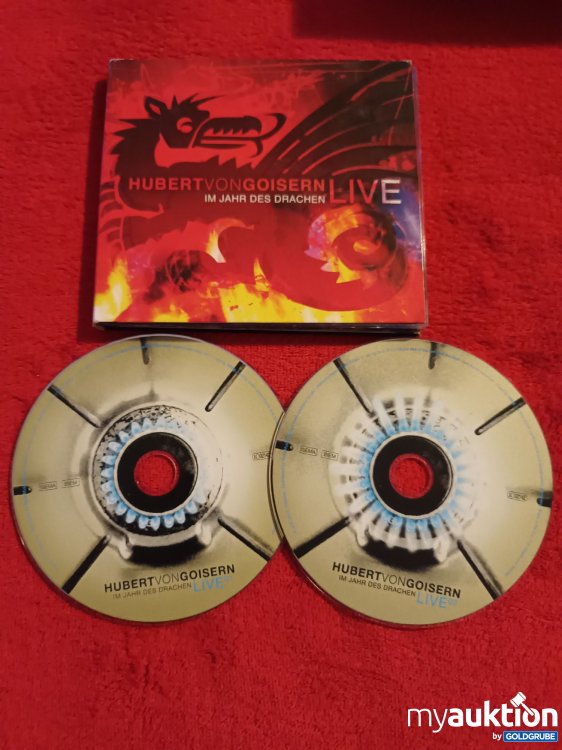 HUBERTVONGOISERN
IM JAHR DES DRACHEN LIVE
HUBERTVONGOISERN
IM JAHR DES DRACHEN LIVE
HUBERTVONGOISERN
IM JAHR DES DRACHEN LIVE
myauktion
by GOLDGRUBE